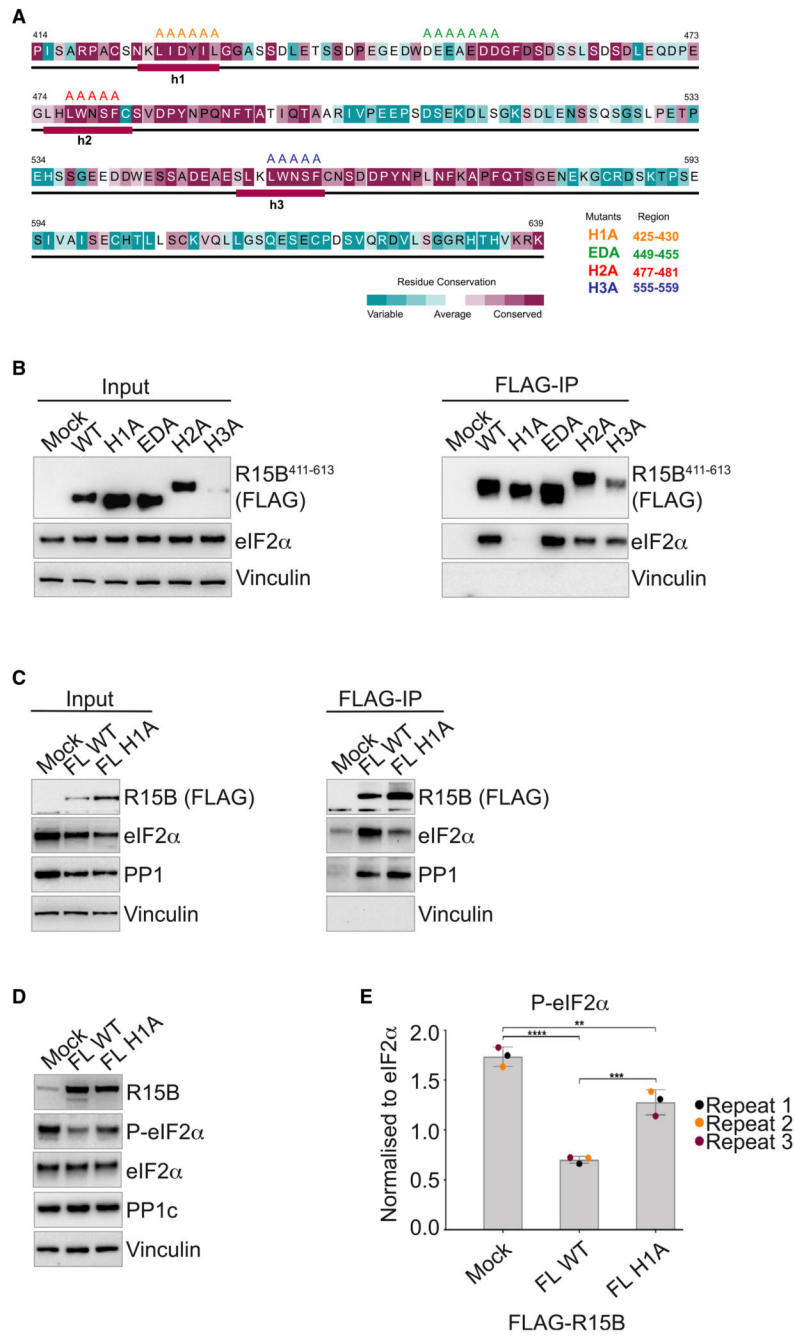 A
AAAAAA AAAAAAA
414 473
PISARPACSNKLIDYILGGASSDLETSSDPEGEDWDEEAEDDGFDSDSSLSDSDLEQDPE
h1
AAAAA
474 533
GLHLWNSFCSVDPYNPQNFTATIQTAARIVPEEPSDSEKDLSGKSDLENSSQSGSLPETP
h2
AAAAA
534 593
EHSSGEEDDWESSADEAESLKLWNSFCNSDDPYNPLNFKAPFQTSGENEKGCRDSKTPSE
h3
594 639
SIVAISECHTLLSCKVQLLGSQESECPDSVQRDVLSGGRHTHVKRK
Mutants Region
H1A 425-430
EDA 449-455
H2A 477-481
H3A 555-559
Residue Conservation
Variable Average Conserved
B
Input
Mock WT H1A EDA H2A H3A
R15B411-613
(FLAG)
eIF2α
Vinculin
FLAG-IP
Mock WT H1A EDA H2A H3A
R15B411-613
(FLAG)
eIF2α
Vinculin
C
Input
Mock FL WT FL H1A
R15B (FLAG)
eIF2α
PP1
Vinculin
FLAG-IP
Mock FL WT FL H1A
R15B (FLAG)
eIF2α
PP1
Vinculin
D
Mock FL WT FL H1A
R15B
P-eIF2α
eIF2α
PP1c
Vinculin
E
P-eIF2α
Normalised to eIF2α
2.0
1.5
1.0
0.5
0.0
**
****
***
Repeat 1
Repeat 2
Repeat 3
Mock FL WT FL H1A
FLAG-R15B